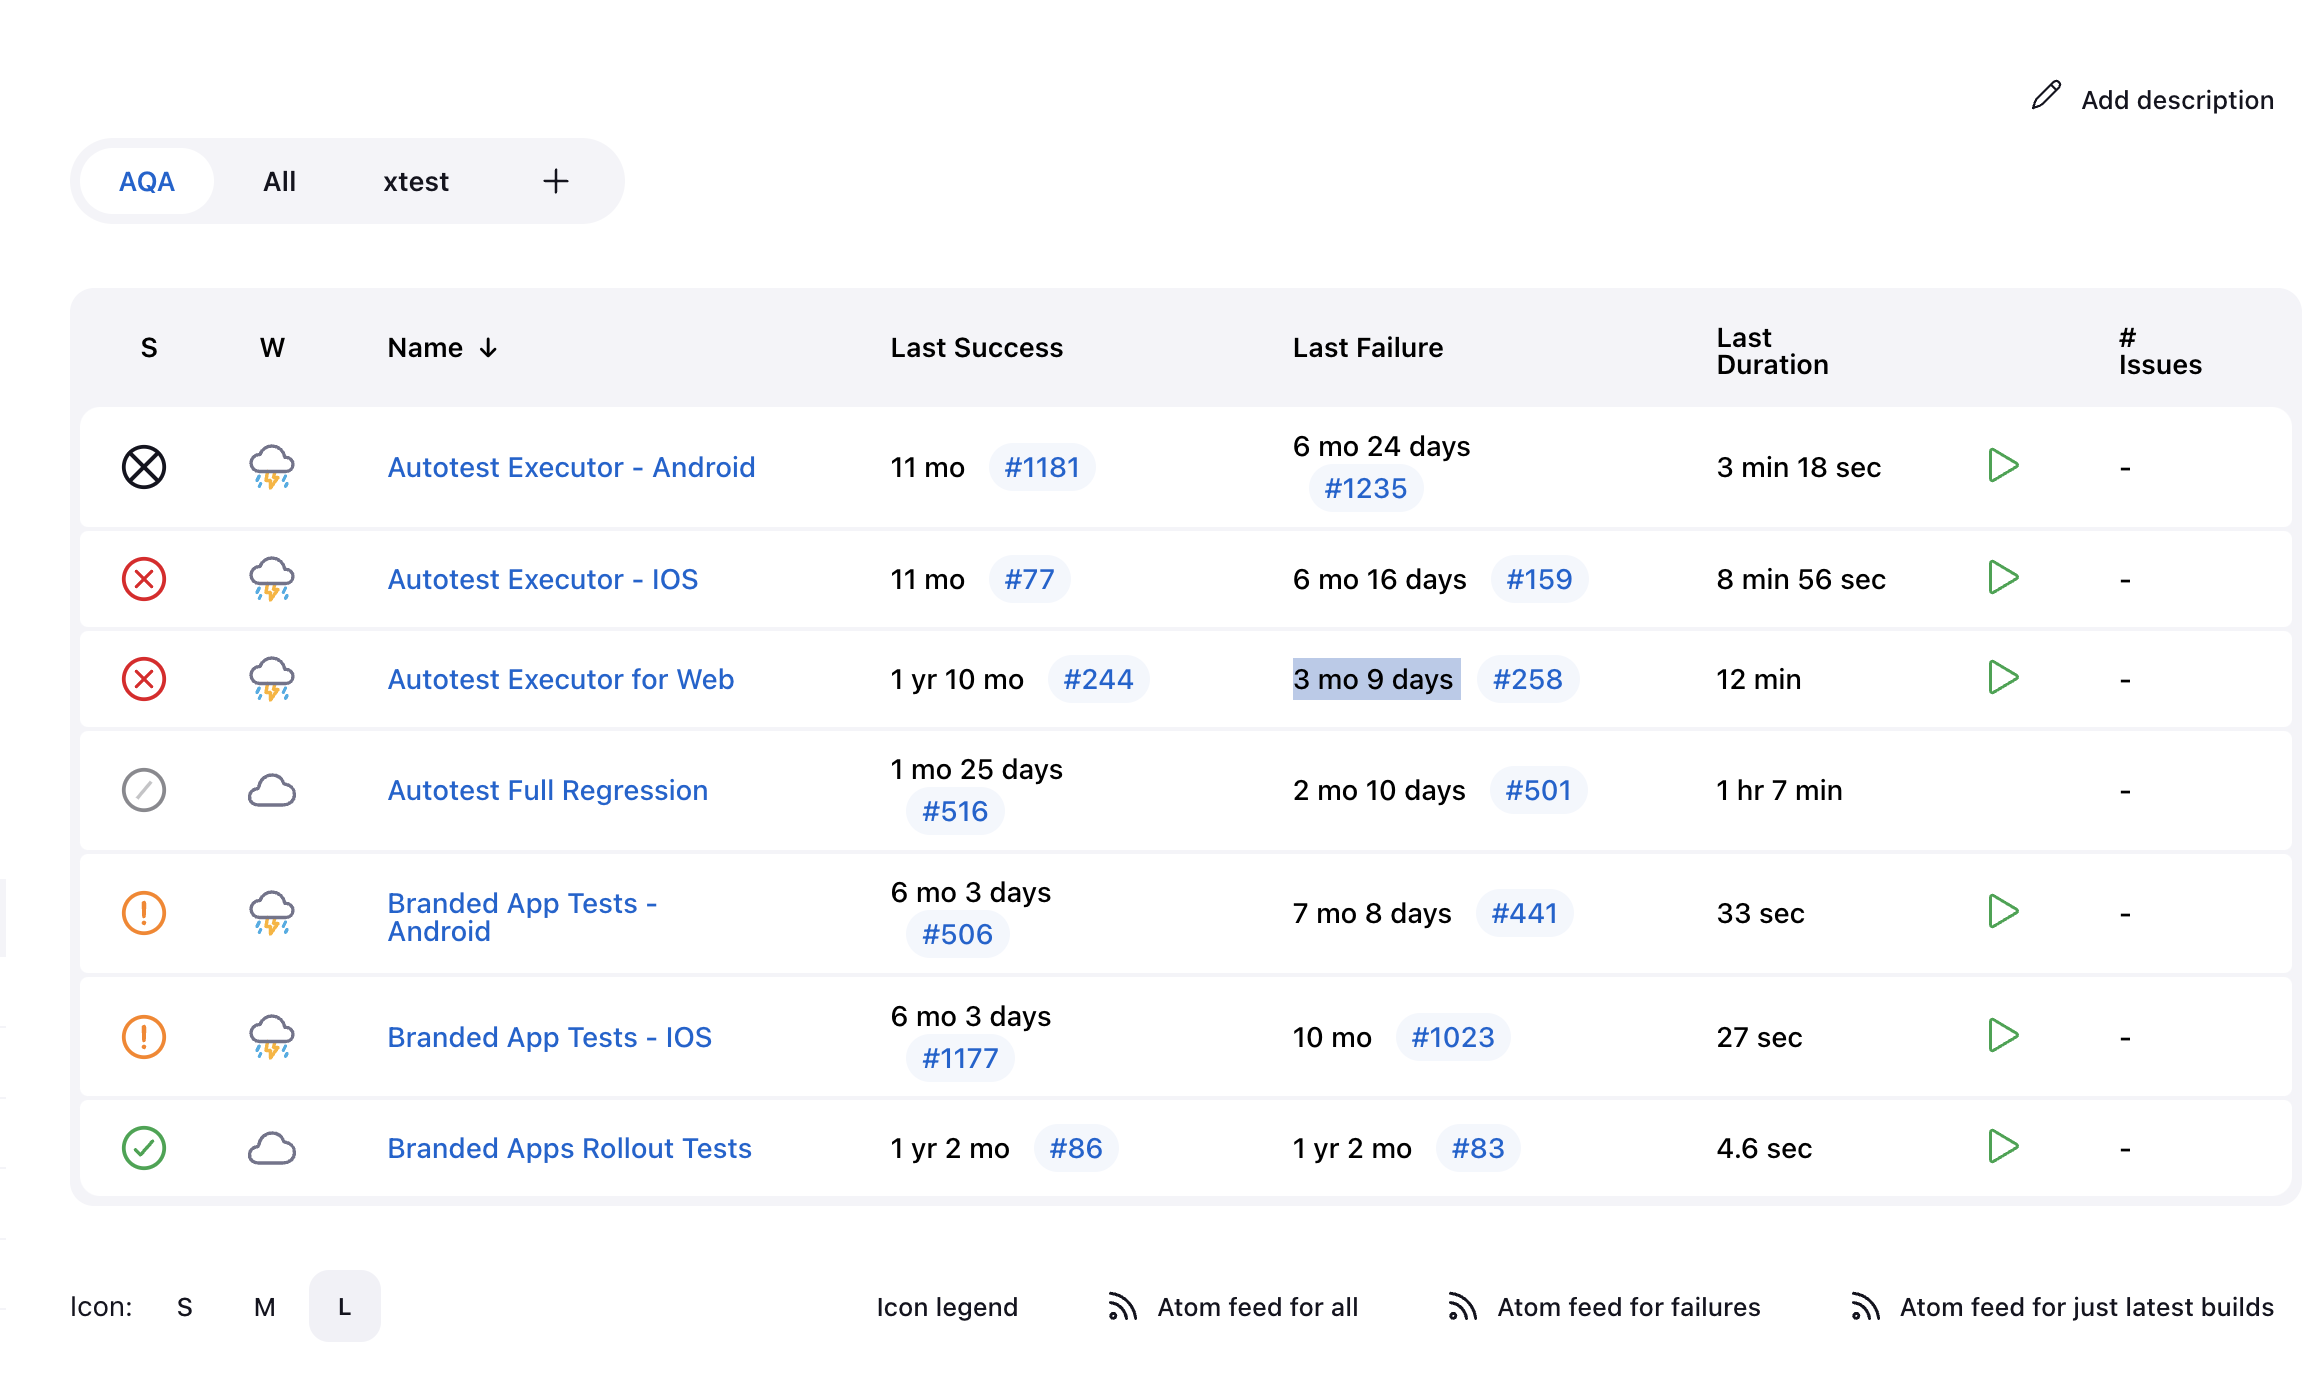 Add description
AQA All xtest
S W Name ↓ Last Success Last Failure Last Duration # Issues
Autotest Executor - Android 11 mo #1181 6 mo 24 days #1235 3 min 18 sec -
Autotest Executor - IOS 11 mo #77 6 mo 16 days #159 8 min 56 sec -
Autotest Executor for Web 1 yr 10 mo #244 3 mo 9 days #258 12 min -
Autotest Full Regression 1 mo 25 days #516 2 mo 10 days #501 1 hr 7 min -
Branded App Tests - Android 6 mo 3 days #506 7 mo 8 days #441 33 sec -
Branded App Tests - IOS 6 mo 3 days #1177 10 mo #1023 27 sec -
Branded Apps Rollout Tests 1 yr 2 mo #86 1 yr 2 mo #83 4.6 sec -
Icon: S M L Icon legend Atom feed for all Atom feed for failures Atom feed for just latest builds